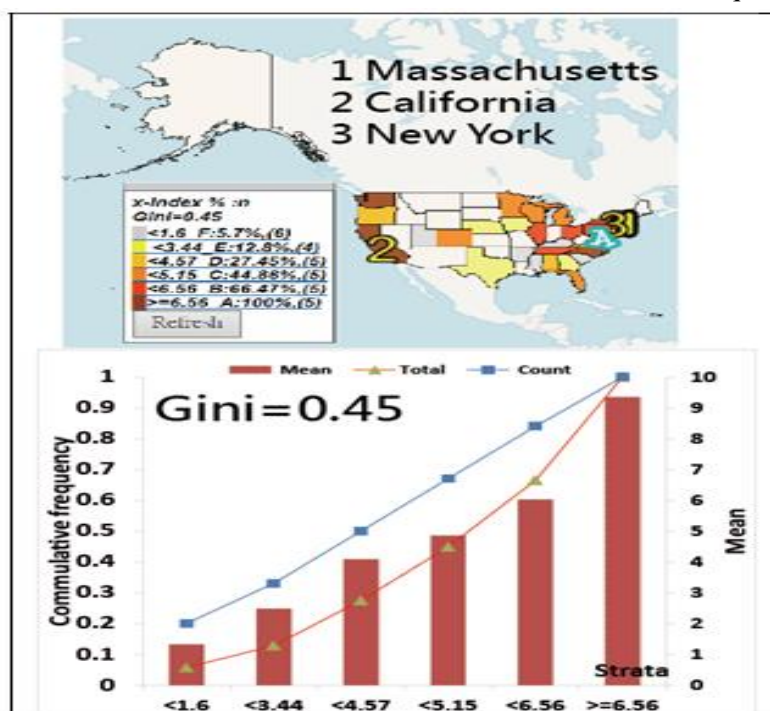 1 Massachusetts
2 California
3 New York
x-Index % :n
Gini=0.45
<1.6 F:5.7%,(6)
<3.44 E:12.8%,(4)
<4.57 D:27.45%,(5)
<5.15 C:44.86%,(5)
<6.56 B:66.47%,(5)
>=6.56 A:100%,(5)
Refresh
2
3
1
A
Mean Total Count
Gini=0.45
1 10
0.9 9
0.8 8
0.7 7
0.6 6
0.5 5
0.4 4
0.3 3
0.2 2
0.1 1
0 0
Commulative frequency
Mean
Strata
<1.6 <3.44 <4.57 <5.15 <6.56 >=6.56